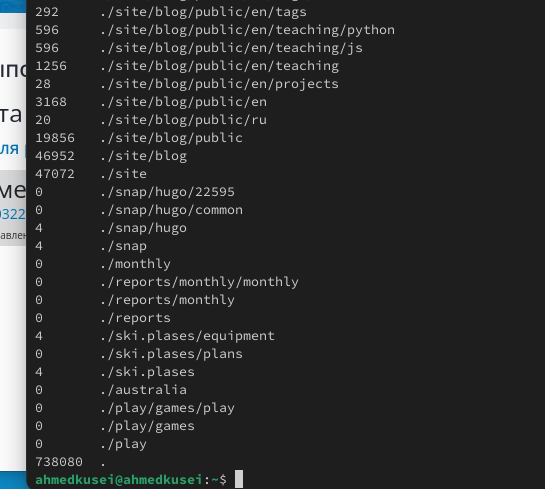 292     ./site/blog/public/en/tags
596     ./site/blog/public/en/teaching/python
596     ./site/blog/public/en/teaching/js
1256    ./site/blog/public/en/teaching
28      ./site/blog/public/en/projects
3168    ./site/blog/public/en
20      ./site/blog/public/ru
19856   ./site/blog/public
46952   ./site/blog
47072   ./site
0       ./snap/hugo/22595
0       ./snap/hugo/common
4       ./snap/hugo
4       ./snap
0       ./monthly
0       ./reports/monthly/monthly
0       ./reports/monthly
0       ./reports
4       ./ski.plases/equipment
0       ./ski.plases/plans
4       ./ski.plases
0       ./australia
0       ./play/games/play
0       ./play/games
0       ./play
738080  .
ahmedkusei@ahmedkusei:~$